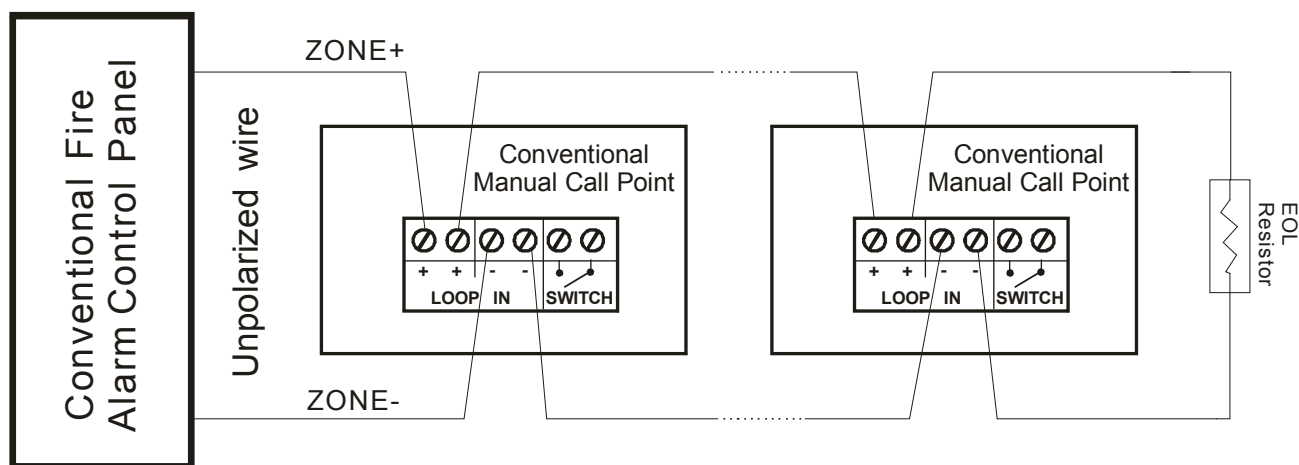 Conventional Fire
Alarm Control Panel
Unpolarized wire
ZONE+
ZONE-
Conventional
Manual Call Point
+ + - -
LOOP IN SWITCH
Conventional
Manual Call Point
+ + - -
LOOP IN SWITCH
EOL
Resistor